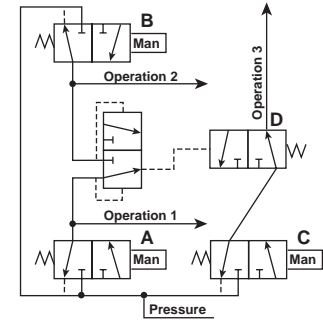 B
Man
Operation 3
Operation 2
D
Operation 1
A
C
Man
Man
Pressure